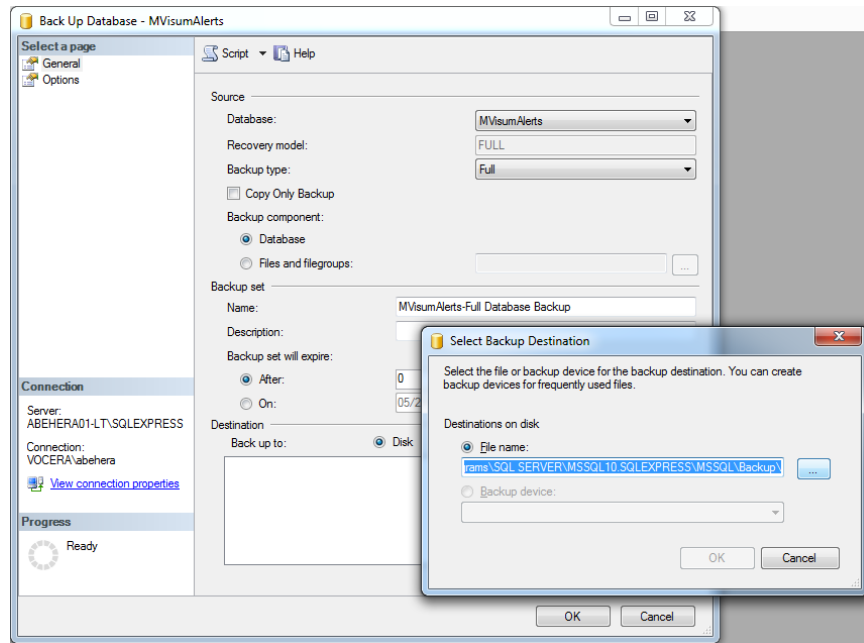 Back Up Database - MVisumAlerts
Select a page
General
Options
Script Help
Source
Database: MVisumAlerts
Recovery model: FULL
Backup type: Full
Copy Only Backup
Backup component:
Database
Files and filegroups: ...
Backup set
Name: MVisumAlerts-Full Database Backup
Description:
Backup set will expire:
After: 0
On: 05/2
Destination
Back up to: Disk
Connection
Server:
ABEHERA01-LT\SQLEXPRESS
Connection:
VOCERA\abehera
View connection properties
Progress
Ready
OK Cancel
Select Backup Destination
Select the file or backup device for the backup destination. You can create
backup devices for frequently used files.
Destinations on disk
File name:
rams\SQL SERVER\MSSQL10.SQLEXPRESS\MSSQL\Backup\ ...
Backup device:
OK Cancel